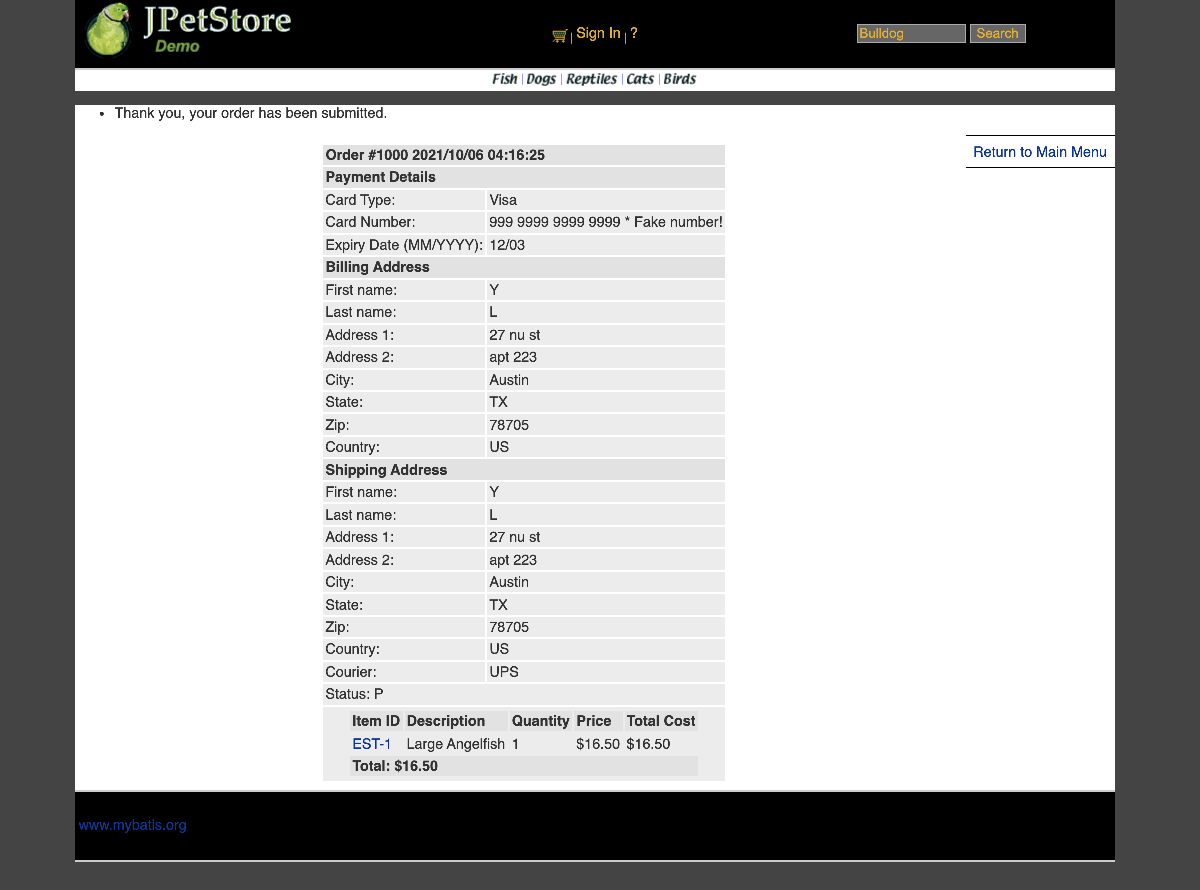 JPetStore
Demo
Sign In | ?
Bulldog
Search
Fish | Dogs | Reptiles | Cats | Birds
Thank you, your order has been submitted.
Return to Main Menu
Order #1000 2021/10/06 04:16:25
Payment Details
Card Type: Visa
Card Number: 999 9999 9999 9999 * Fake number!
Expiry Date (MM/YYYY): 12/03
Billing Address
First name: Y
Last name: L
Address 1: 27 nu st
Address 2: apt 223
City: Austin
State: TX
Zip: 78705
Country: US
Shipping Address
First name: Y
Last name: L
Address 1: 27 nu st
Address 2: apt 223
City: Austin
State: TX
Zip: 78705
Country: US
Courier: UPS
Status: P
Item ID Description Quantity Price Total Cost
EST-1 Large Angelfish 1 $16.50 $16.50
Total: $16.50
www.mybatis.org